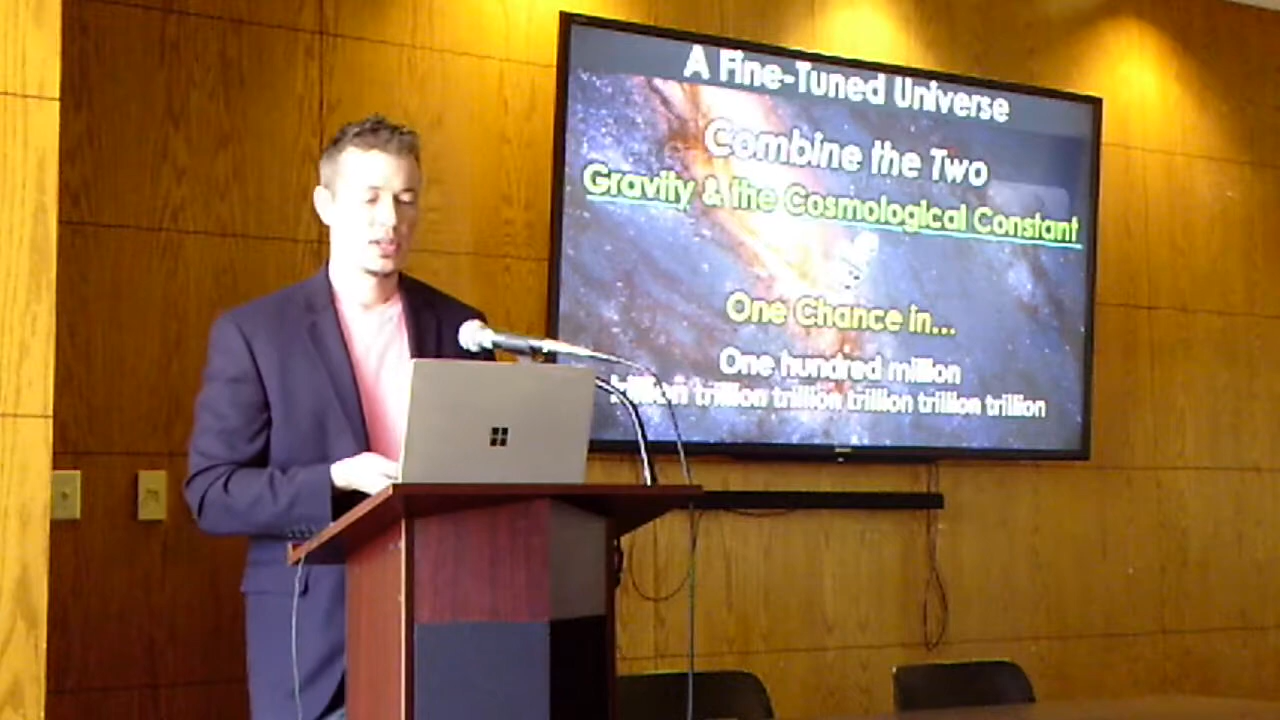 A Fine-Tuned Universe
Combine the Two
Gravity & the Cosmological Constant
One Chance in...
One hundred million
trillion trillion trillion trillion trillion trillion